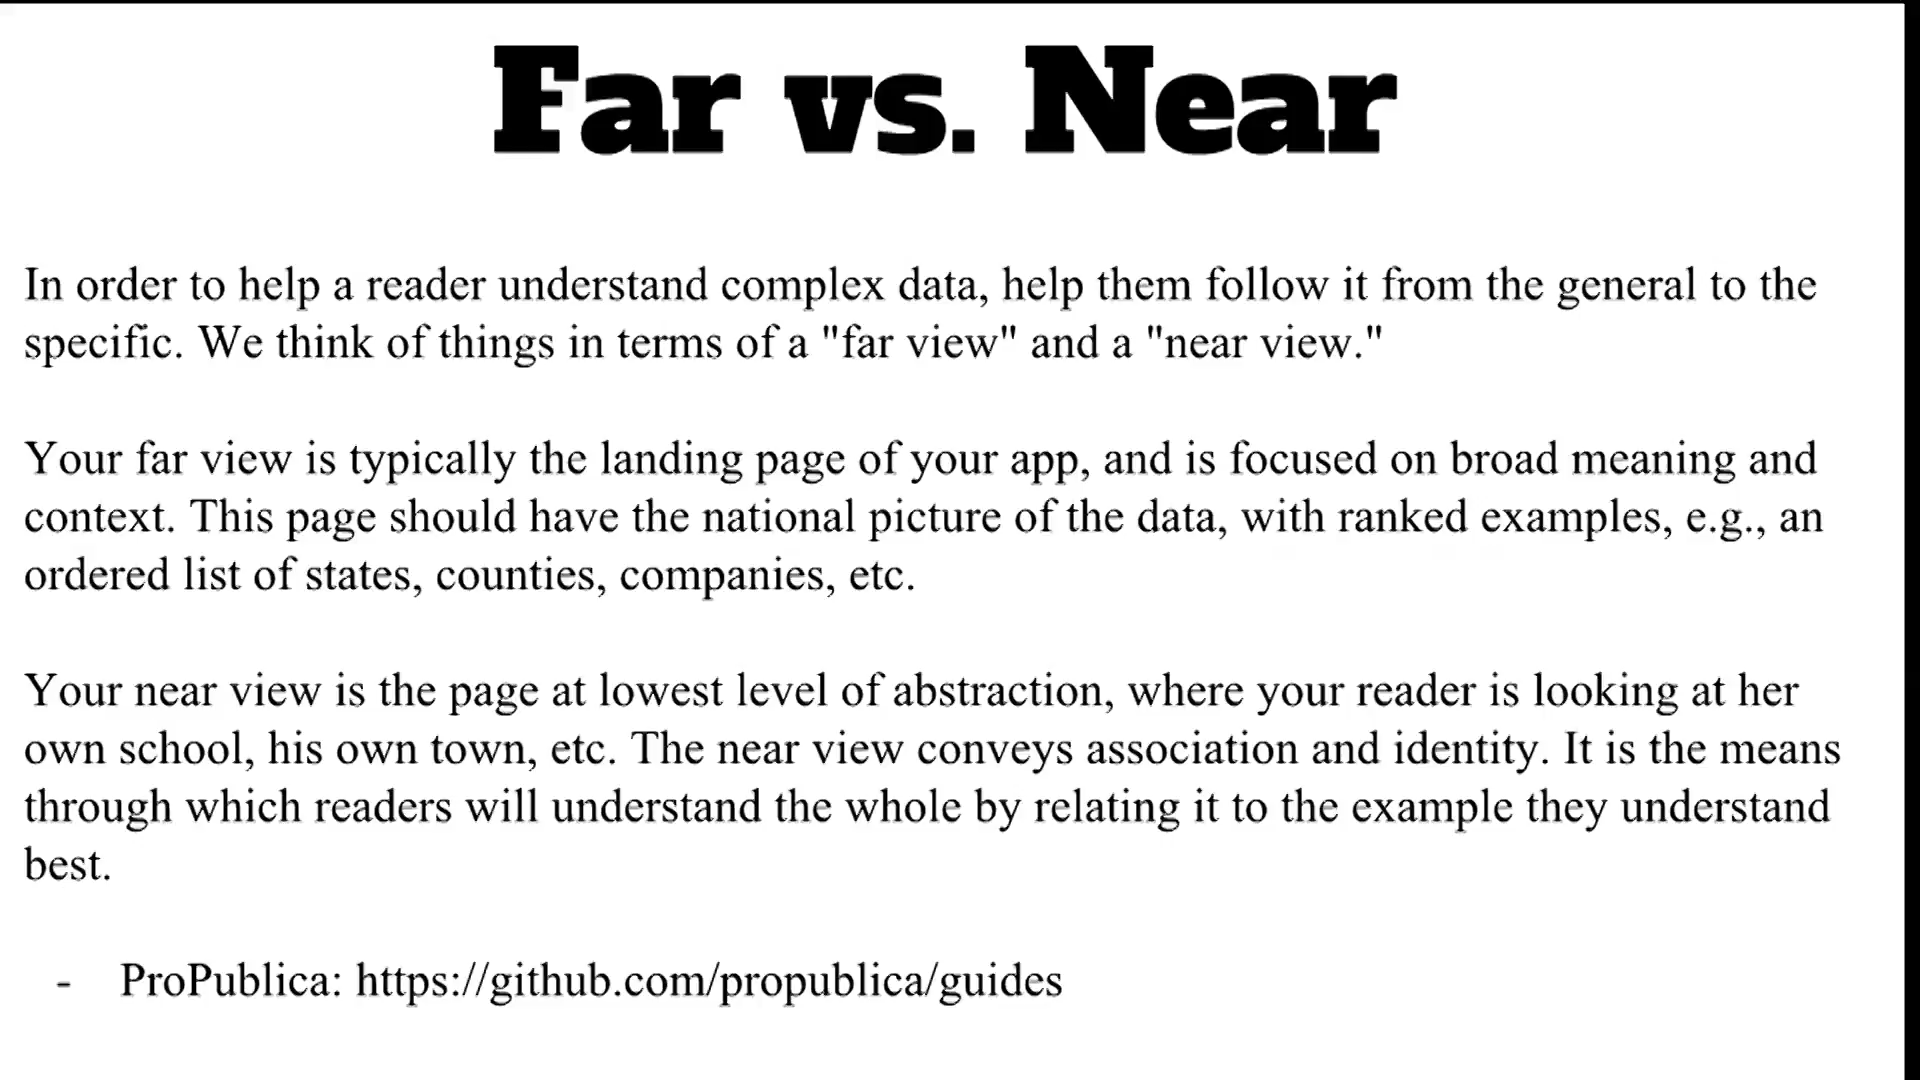 Far vs. Near
In order to help a reader understand complex data, help them follow it from the general to the
specific. We think of things in terms of a "far view" and a "near view."
Your far view is typically the landing page of your app, and is focused on broad meaning and
context. This page should have the national picture of the data, with ranked examples, e.g., an
ordered list of states, counties, companies, etc.
Your near view is the page at lowest level of abstraction, where your reader is looking at her
own school, his own town, etc. The near view conveys association and identity. It is the means
through which readers will understand the whole by relating it to the example they understand
best.
- ProPublica: https://github.com/propublica/guides